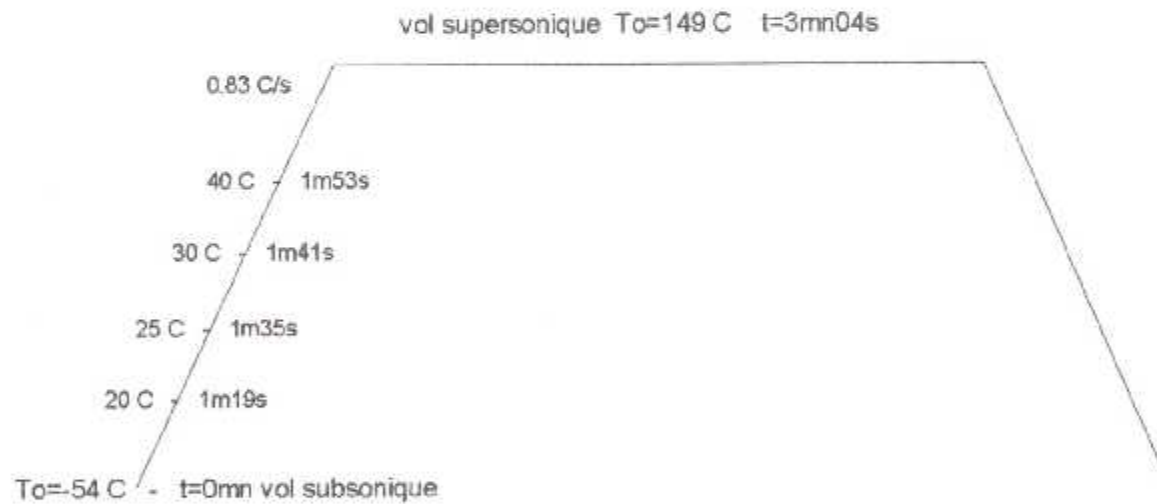 vol supersonique To=149 C t=3mn04s
0.83 C/s
40 C - 1m53s
30 C - 1m41s
25 C - 1m35s
20 C - 1m19s
To=-54 C - t=0mn vol subsonique